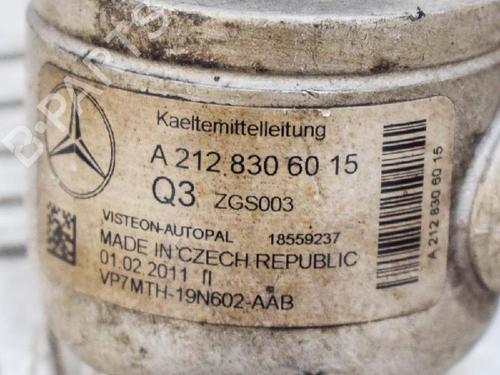 Kaeltemittelleitung
A 212 830 60 15
Q3 ZGS003
VISTEON-AUTOPAL 18559237
MADE IN CZECH REPUBLIC
01.02.2011 II
VP7MTH-19N602-AAB
A 212 830 60 15
B-PARTS